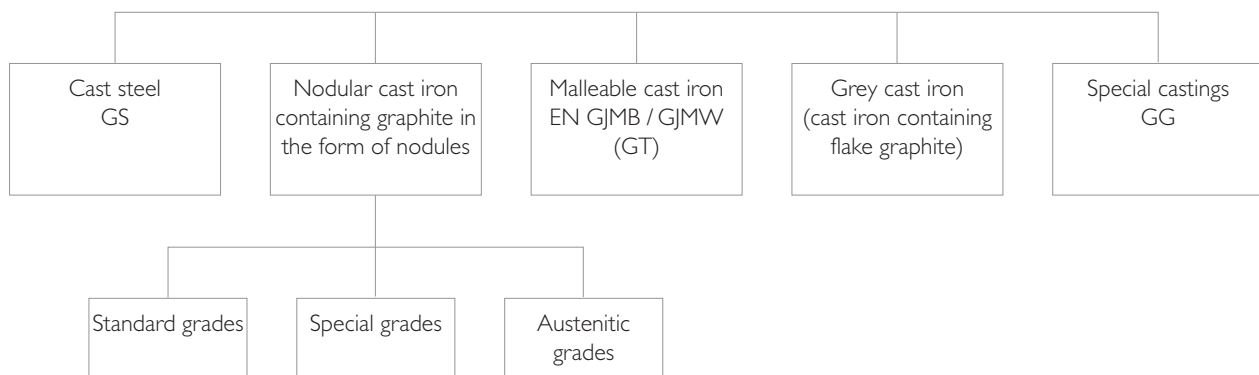 Cast steel
GS
Nodular cast iron
containing graphite in
the form of nodules
Malleable cast iron
EN GJMB / GJMW
(GT)
Grey cast iron
(cast iron containing
flake graphite)
Special castings
GG
Standard grades
Special grades
Austenitic
grades